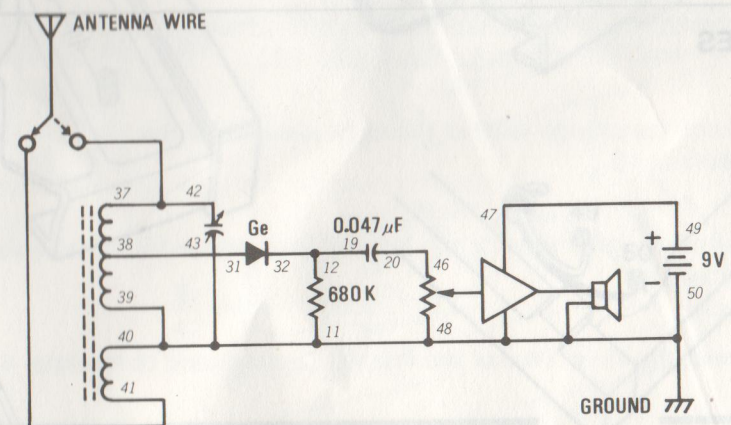 ANTENNA WIRE
37 42
43 Ge 0.047μF 47 49
38 31 32 19 20 + 9V
12 46
39 680K - 50
40 11 48
41
GROUND
ES